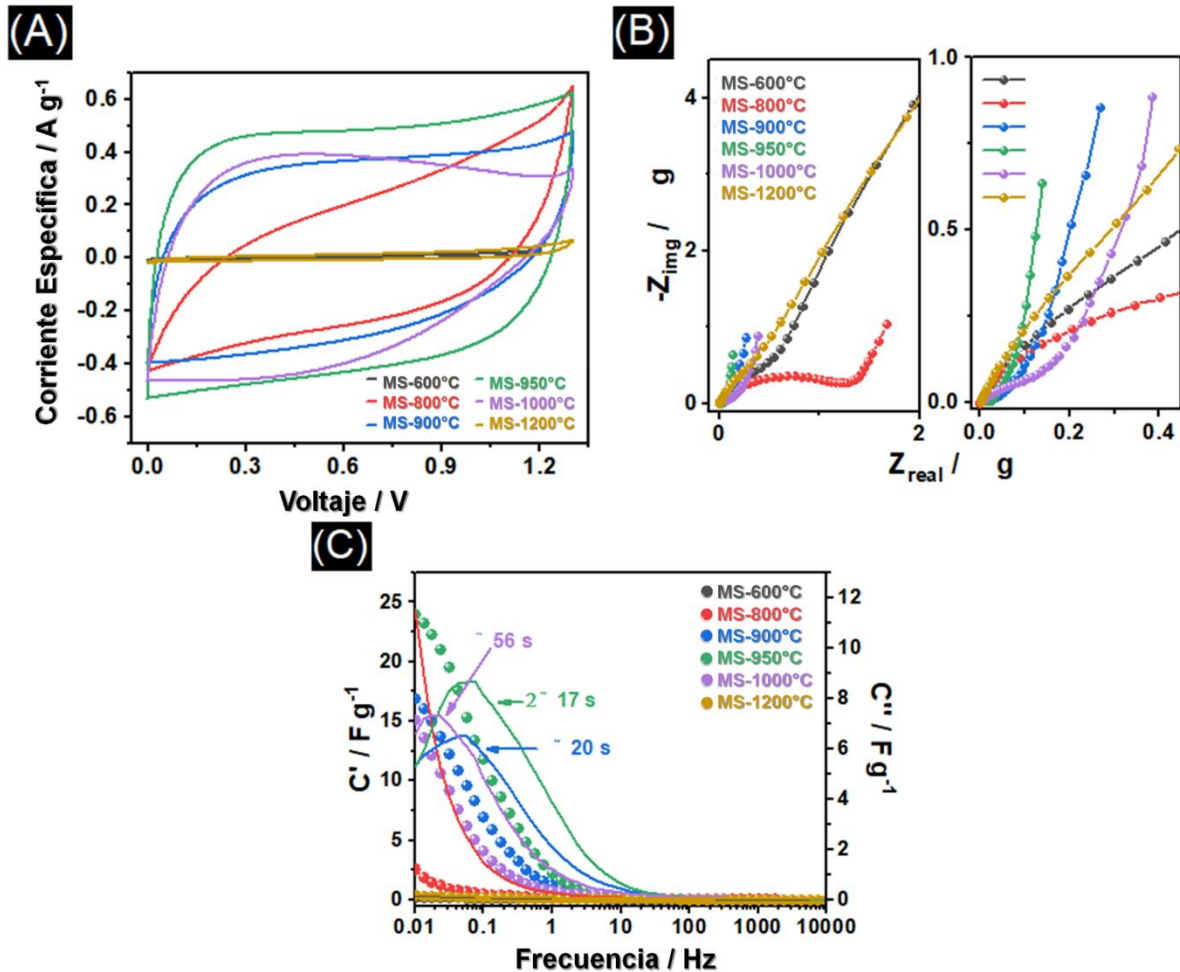 (A)
Corriente Específica / A g⁻¹
0.6
0.4
0.2
0.0
-0.2
-0.4
-0.6
MS-600°C MS-950°C
MS-800°C MS-1000°C
MS-900°C MS-1200°C
0.0 0.3 0.6 0.9 1.2
Voltaje / V
(B)
-Z_img / g
4
2
0
MS-600°C
MS-800°C
MS-900°C
MS-950°C
MS-1000°C
MS-1200°C
0 1 2
1.0
0.5
0.0
0.0 0.2 0.4
Z_real / g
(C)
C' / F g⁻¹
25
20
15
10
5
0
~ 56 s
2~ 17 s
~ 20 s
MS-600°C
MS-800°C
MS-900°C
MS-950°C
MS-1000°C
MS-1200°C
12
10
8
6
4
2
0
C'' / F g⁻¹
0.01 0.1 1 10 100 1000 10000
Frecuencia / Hz